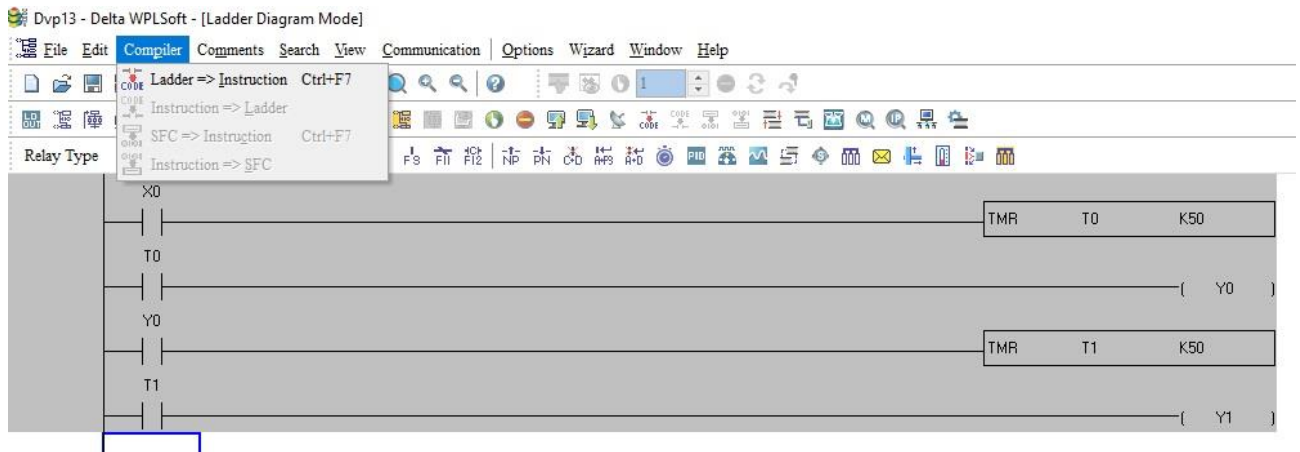 Dvp13 - Delta WPLSoft - [Ladder Diagram Mode]
File Edit Compiler Comments Search View Communication Options Wizard Window Help
Ladder => Instruction Ctrl+F7
1
Instruction => Ladder
SFC => Instruction Ctrl+F7
Relay Type
Instruction => SFC
X0
TMR T0 K50
T0
( Y0 )
Y0
TMR T1 K50
T1
( Y1 )